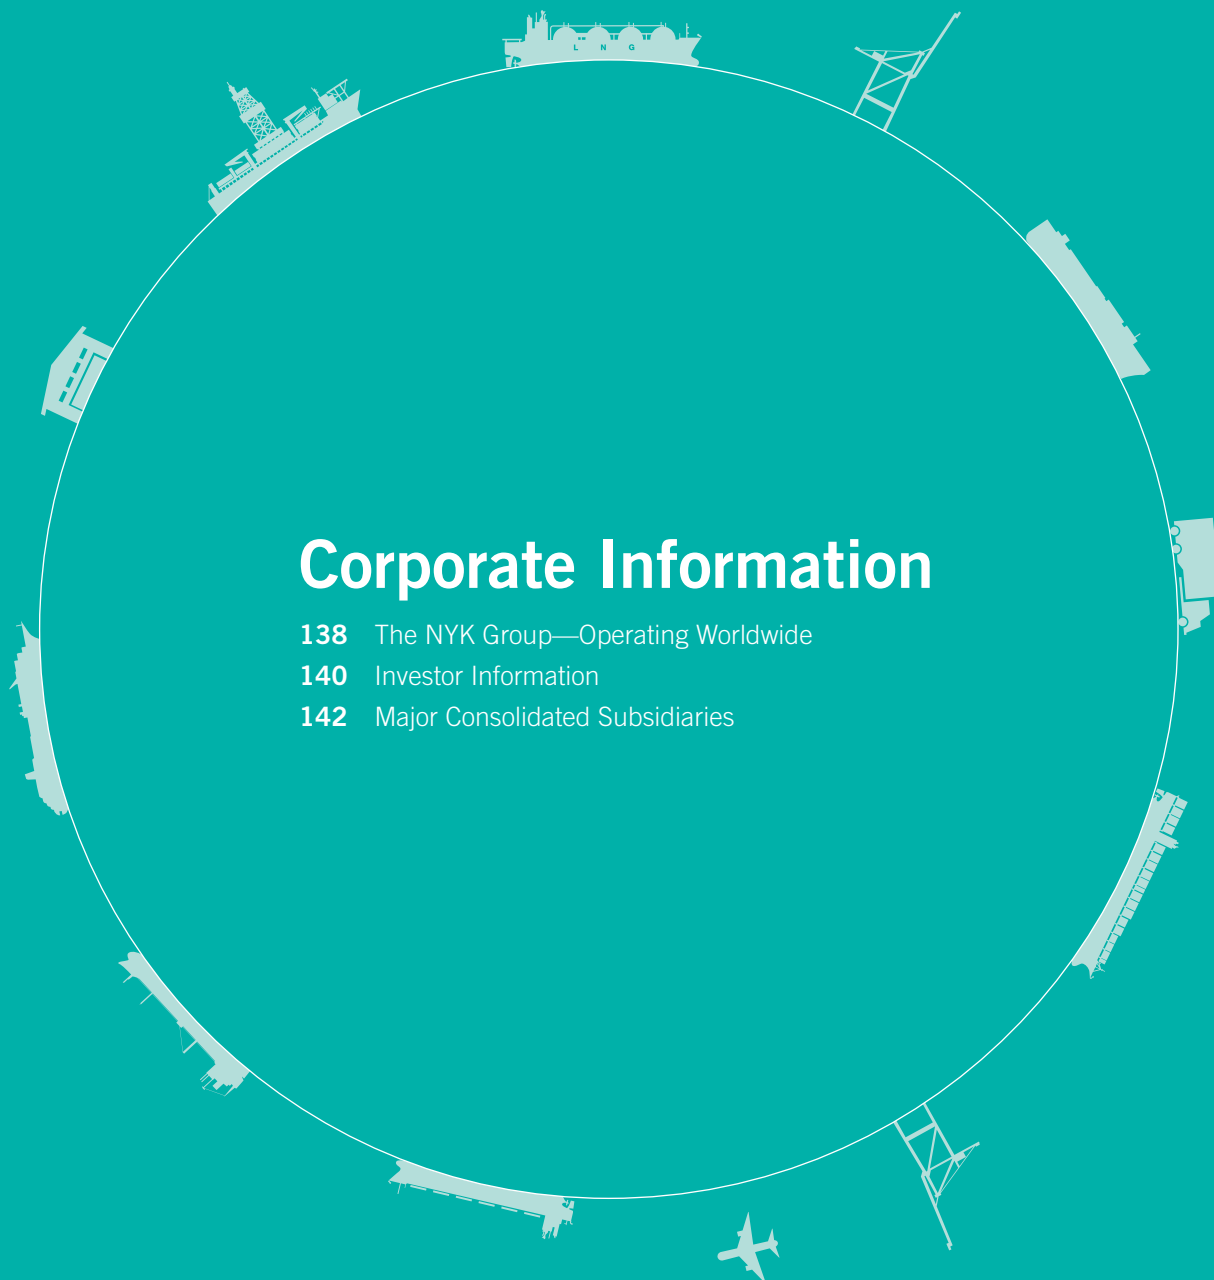 L N G
Corporate Information
138 The NYK Group—Operating Worldwide
140 Investor Information
142 Major Consolidated Subsidiaries